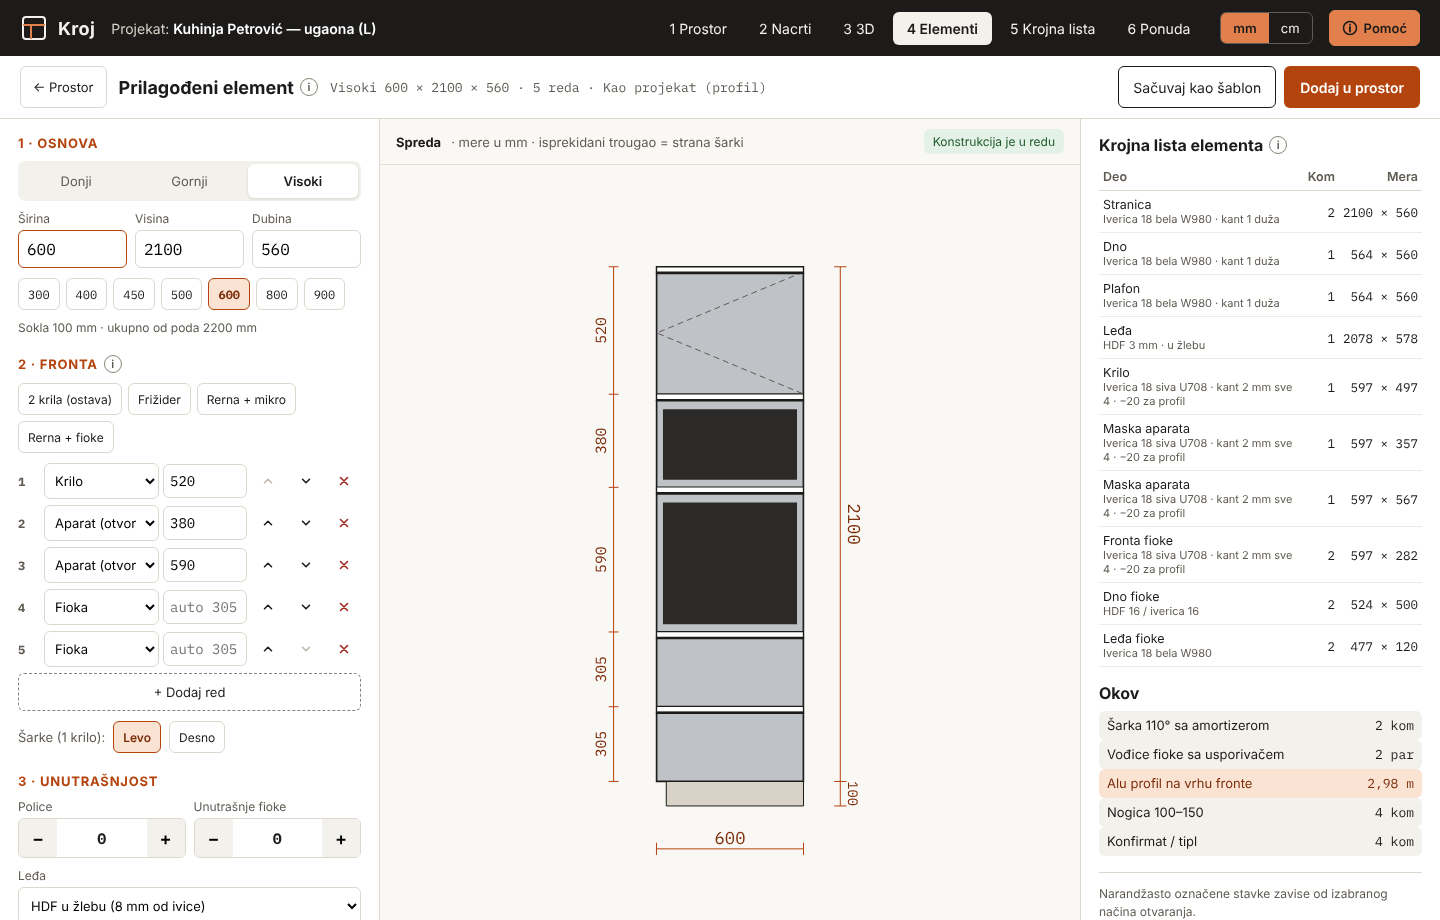 Kroj
Projekat: Kuhinja Petrović — ugaona (L)
1 Prostor
2 Nacrti
3 3D
4 Elementi
5 Krojna lista
6 Ponuda
mm
cm
Pomoć
← Prostor
Prilagođeni element
i
Visoki 600 × 2100 × 560 · 5 reda · Kao projekat (profil)
Sačuvaj kao šablon
Dodaj u prostor
1 · OSNOVA
Donji
Gornji
Visoki
Širina
Visina
Dubina
600
2100
560
300
400
450
500
600
800
900
Sokla 100 mm · ukupno od poda 2200 mm
2 · FRONTA
i
2 krila (ostava)
Frižider
Rerna + mikro
Rerna + fioke
1 Krilo 520
2 Aparat (otvor 380
3 Aparat (otvor 590
4 Fioka auto 305
5 Fioka auto 305
+ Dodaj red
Šarke (1 krilo):
Levo
Desno
3 · UNUTRAŠNJOST
Police
Unutrašnje fioke
− 0 +
− 0 +
Leđa
HDF u žlebu (8 mm od ivice)
Spreda · mere u mm · isprekidani trougao = strana šarki
Konstrukcija je u redu
520
380
590
305
305
2100
100
600
Krojna lista elementa
i
Deo Kom Mera
Stranica
Iverica 18 bela W980 · kant 1 duža
2 2100 × 560
Dno
Iverica 18 bela W980 · kant 1 duža
1 564 × 560
Plafon
Iverica 18 bela W980 · kant 1 duža
1 564 × 560
Leđa
HDF 3 mm · u žlebu
1 2078 × 578
Krilo
Iverica 18 siva U708 · kant 2 mm sve
4 · −20 za profil
1 597 × 497
Maska aparata
Iverica 18 siva U708 · kant 2 mm sve
4 · −20 za profil
1 597 × 357
Maska aparata
Iverica 18 siva U708 · kant 2 mm sve
4 · −20 za profil
1 597 × 567
Fronta fioke
Iverica 18 siva U708 · kant 2 mm sve
4 · −20 za profil
2 597 × 282
Dno fioke
HDF 16 / iverica 16
2 524 × 500
Leđa fioke
Iverica 18 bela W980
2 477 × 120
Okov
Šarka 110° sa amortizerom 2 kom
Vođice fioke sa usporivačem 2 par
Alu profil na vrhu fronte 2,98 m
Nogica 100–150 4 kom
Konfirmat / tipl 4 kom
Narandžasto označene stavke zavise od izabranog
načina otvaranja.